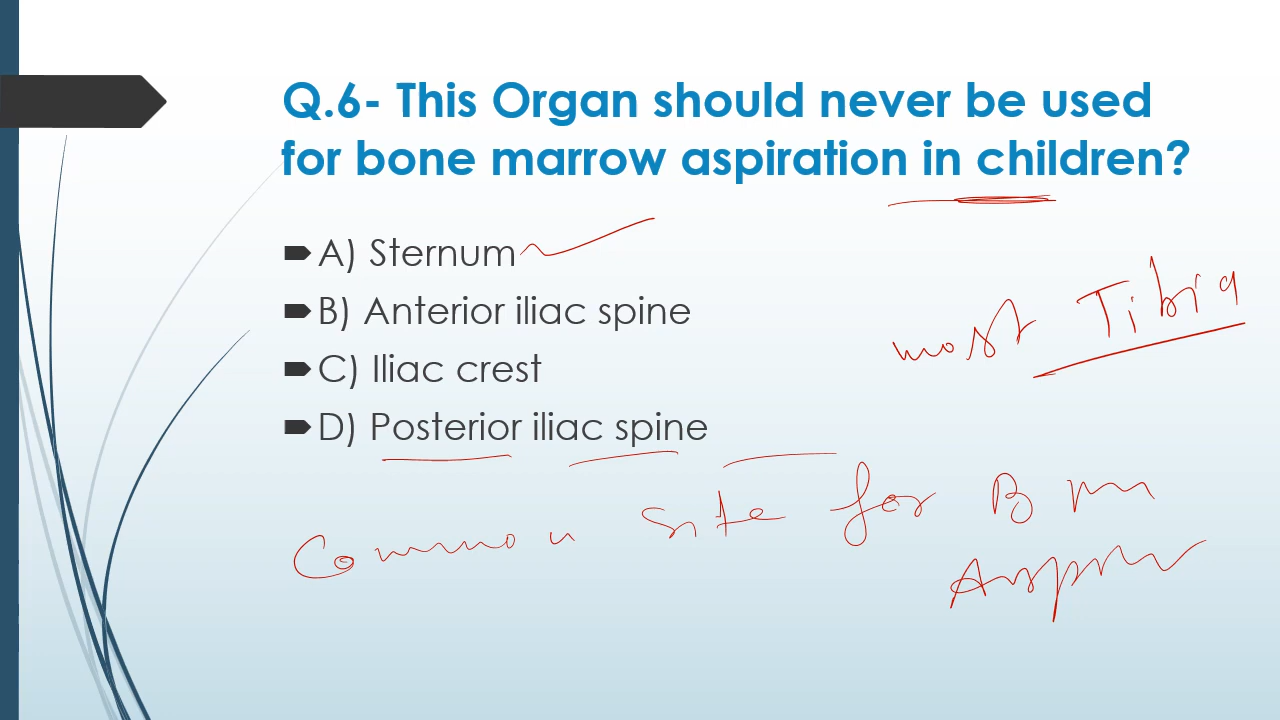 Q.6- This Organ should never be used
for bone marrow aspiration in children?
A) Sternum
B) Anterior iliac spine
C) Iliac crest
D) Posterior iliac spine
most Tibia
Common site for B m